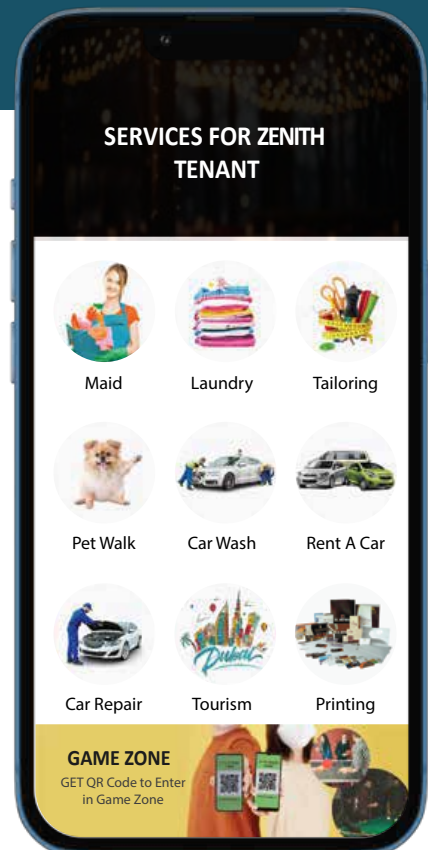 SERVICES FOR ZENITH
TENANT
Maid
Laundry
Tailoring
Pet Walk
Car Wash
Rent A Car
Car Repair
Tourism
Dubai
Printing
GAME ZONE
GET QR Code to Enter
in Game Zone